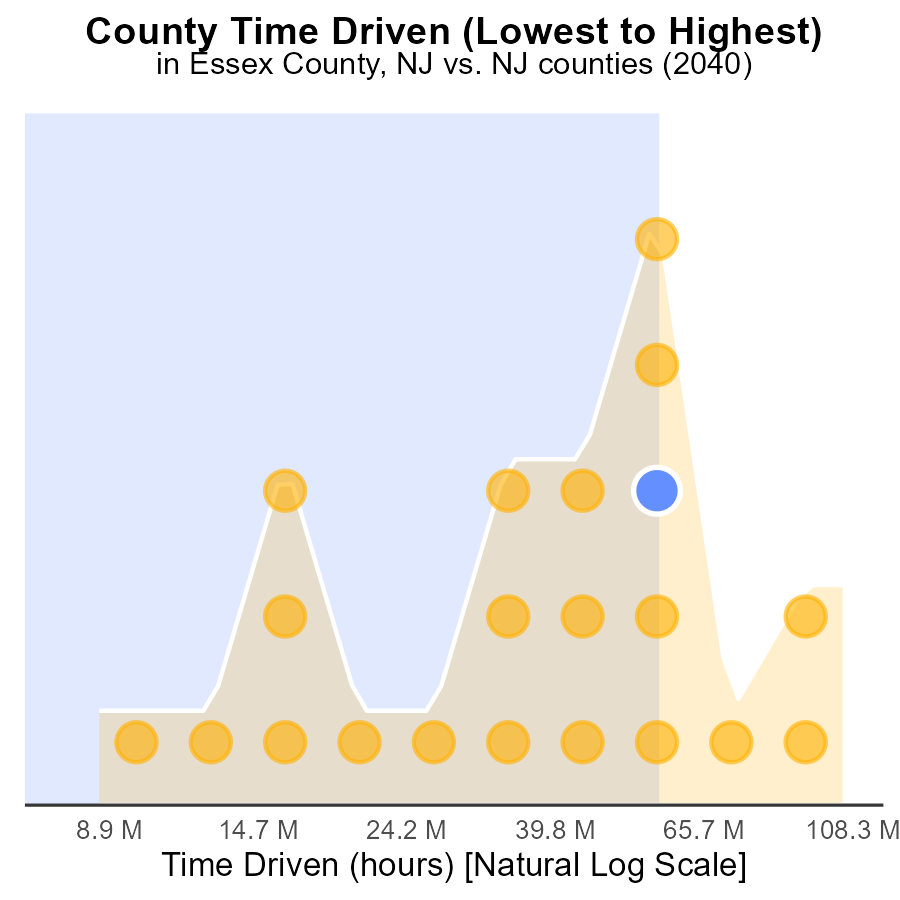 County Time Driven (Lowest to Highest)
in Essex County, NJ vs. NJ counties (2040)
8.9 M 14.7 M 24.2 M 39.8 M 65.7 M 108.3 M
Time Driven (hours) [Natural Log Scale]